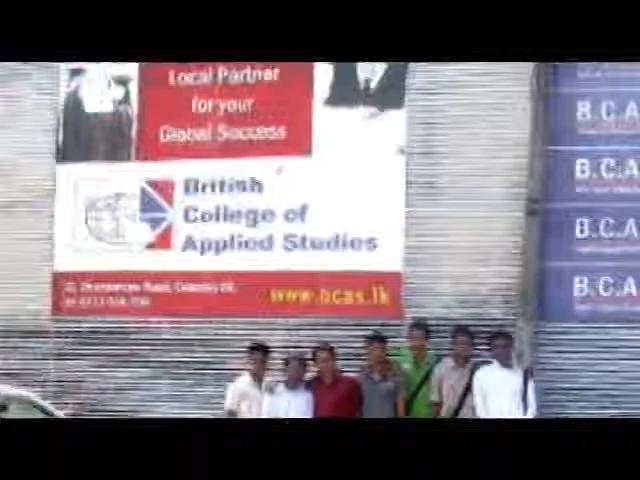 Local Partner
for your
Global Success
British
College of
Applied Studies
www.bcas.lk
B.C.A
B.C.A
B.C.A
B.C.A